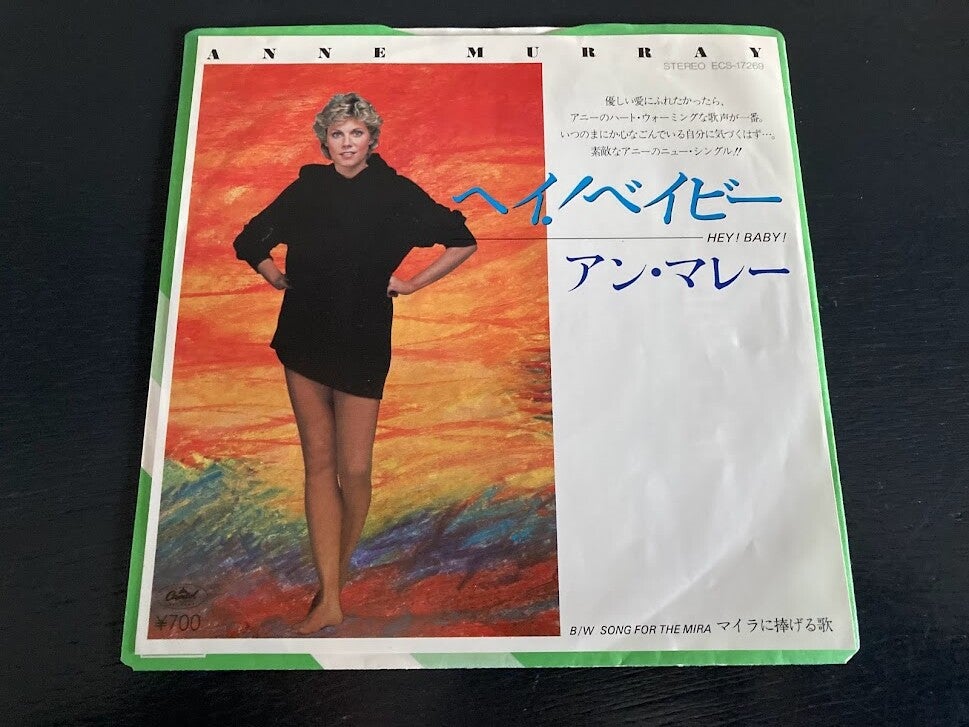 ANNE MURRAY
STEREO ECS-17269
優しい愛にふれたかったら、
アニーのハート・ウォーミングな歌声が一番。
いつのまにか心なごんでいる自分に気づくはず…。
素敵なアニーのニュー・シングル!!
ヘイ!ベイビー
HEY! BABY!
アン・マレー
Capitol
¥700
B/W SONG FOR THE MIRA マイラに捧げる歌